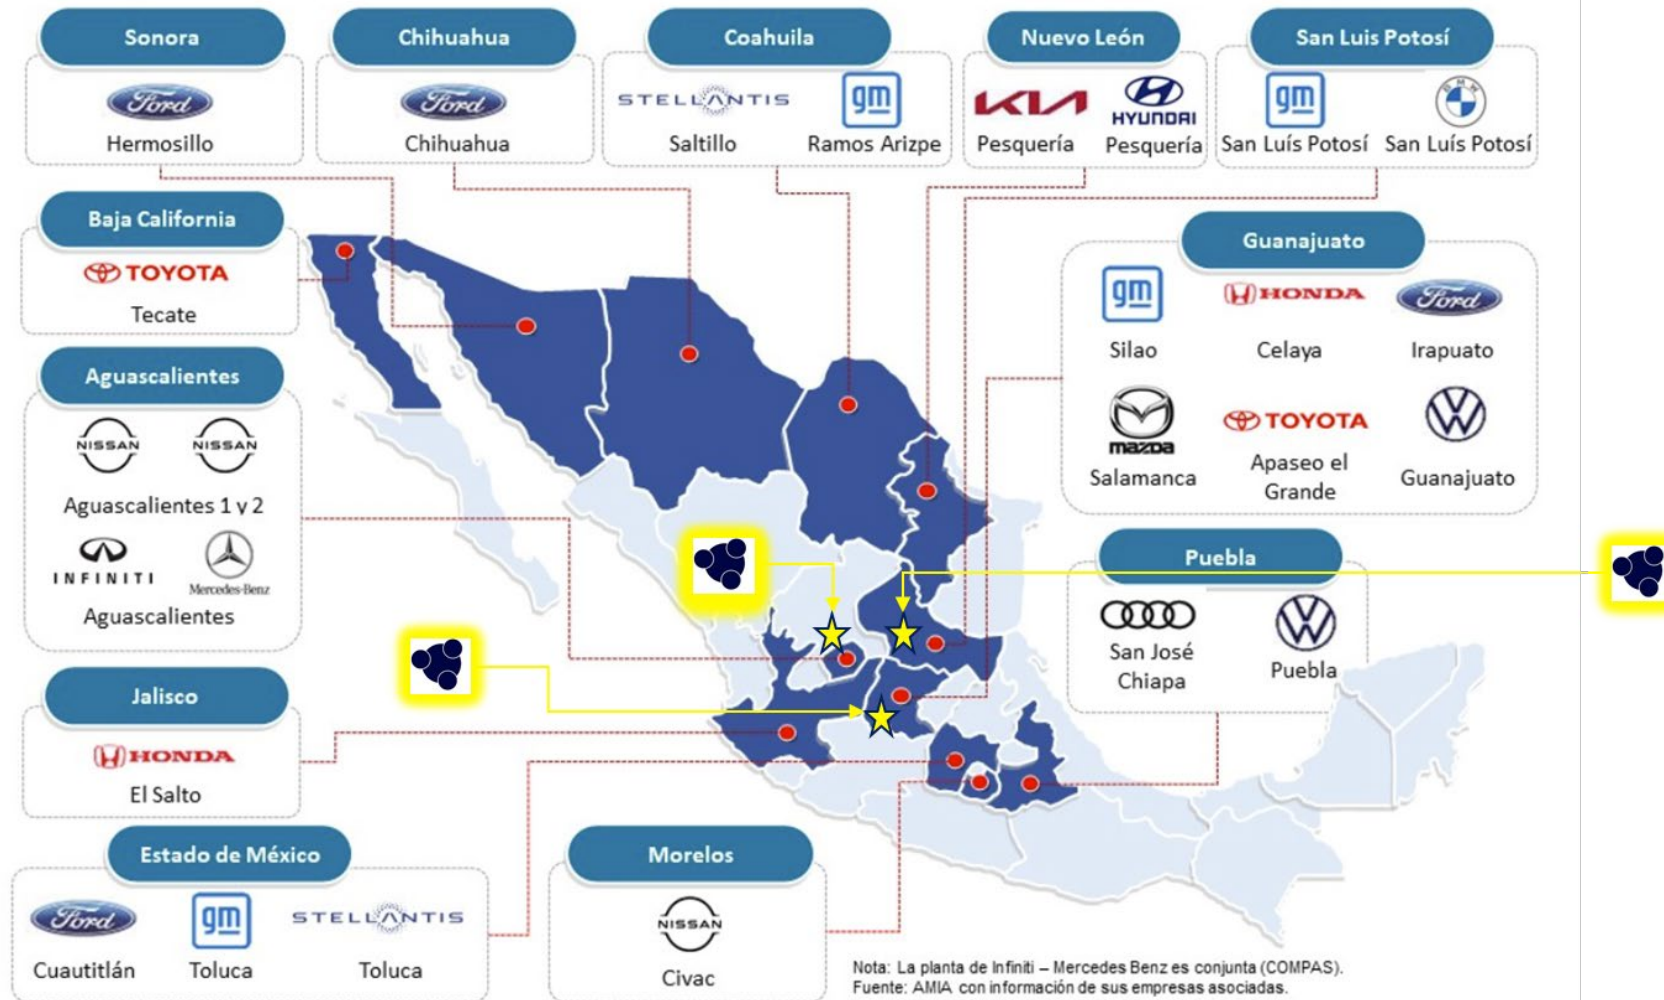 Sonora
Ford
Hermosillo
Chihuahua
Ford
Chihuahua
Coahuila
STELLANTIS
Saltillo
gm
Ramos Arizpe
Nuevo León
KIA
Pesquería
HYUNDAI
Pesquería
San Luis Potosí
gm
San Luís Potosí
BMW
San Luís Potosí
Baja California
TOYOTA
Tecate
Guanajuato
gm
Silao
HONDA
Celaya
Ford
Irapuato
mazda
Salamanca
TOYOTA
Apaseo el
Grande
Guanajuato
Aguascalientes
NISSAN
NISSAN
Aguascalientes 1 y 2
INFINITI
Mercedes-Benz
Aguascalientes
Puebla
San José
Chiapa
Puebla
Jalisco
HONDA
El Salto
Estado de México
Ford
Cuautitlán
gm
Toluca
STELLANTIS
Toluca
Morelos
NISSAN
Civac
Nota: La planta de Infiniti – Mercedes Benz es conjunta (COMPAS).
Fuente: AMIA con información de sus empresas asociadas.